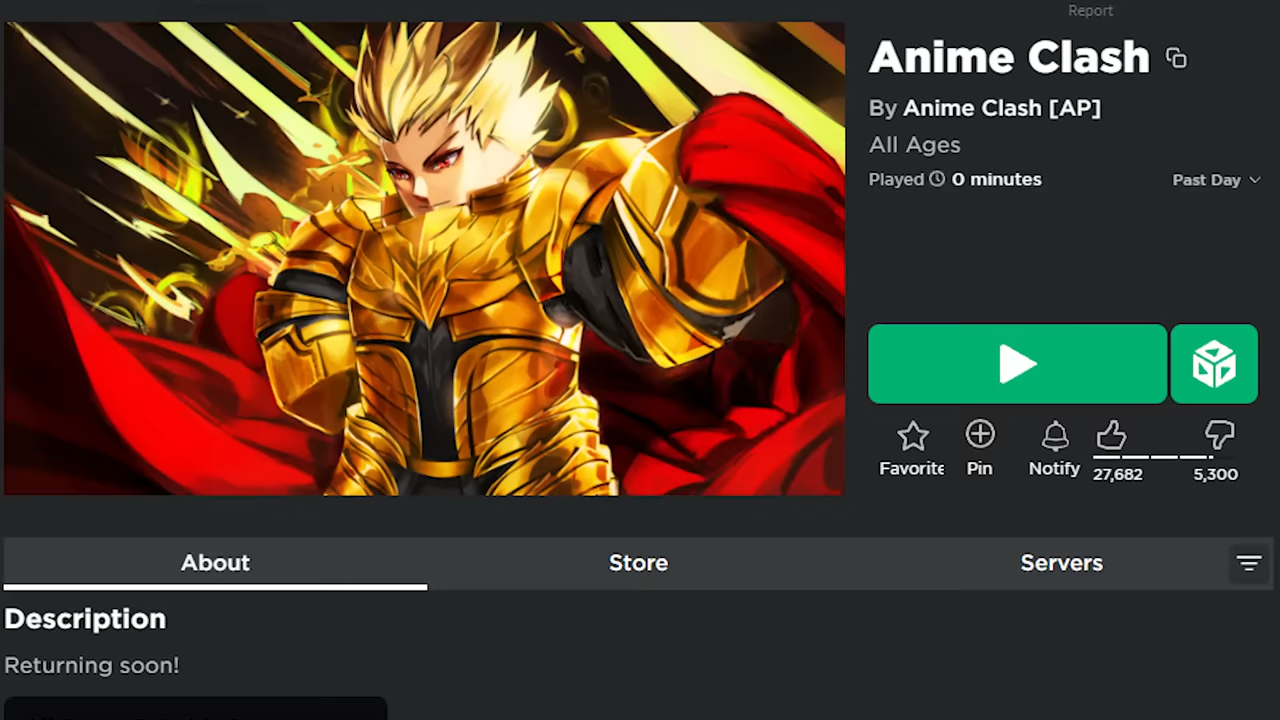 Report
Anime Clash
By Anime Clash [AP]
All Ages
Played 0 minutes
Past Day
Favorite
Pin
Notify
27,682
5,300
About
Store
Servers
Description
Returning soon!